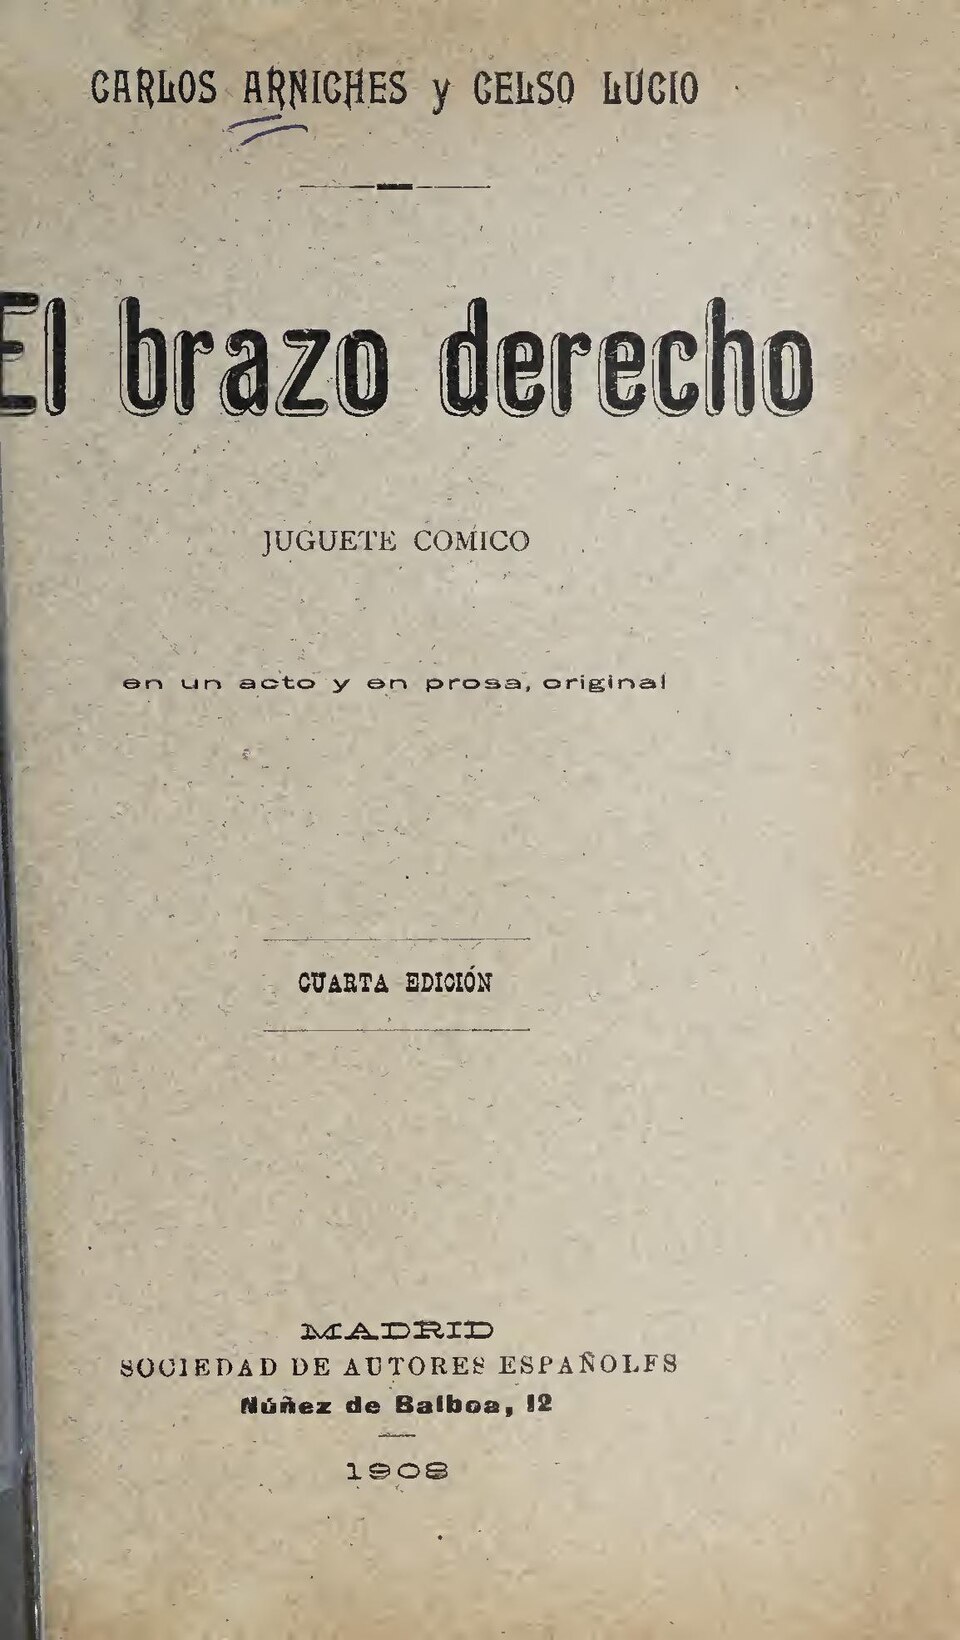 CARLOS ARNICHES y CELSO LUCIO
El brazo derecho
JUGUETE COMICO
en un acto y en prosa, original
CUARTA EDICIÓN
MADRID
SOCIEDAD DE AUTORES ESPAÑOLES
Núñez de Balboa, 12
1908